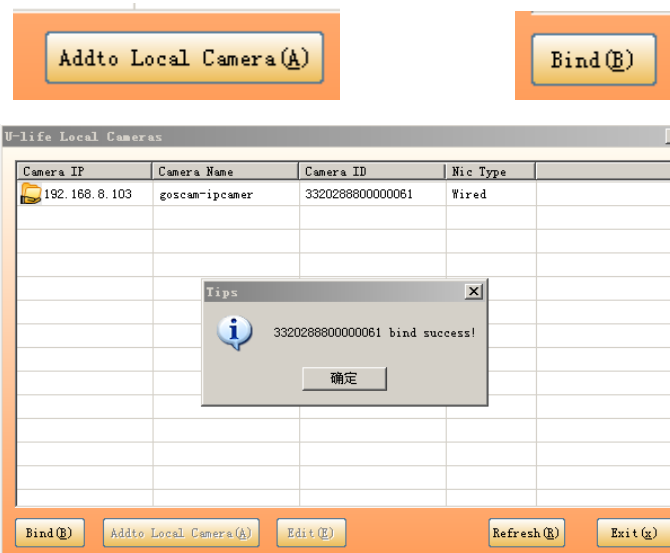 Addto Local Camera(A)
Bind(B)
U-life Local Cameras
Camera IP Camera Name Camera ID Nic Type
192.168.8.103 goscam-ipcamer 3320288800000061 Wired
Tips
3320288800000061 bind success!
确定
Bind(B) Addto Local Camera(A) Edit(E) Refresh(R) Exit(x)